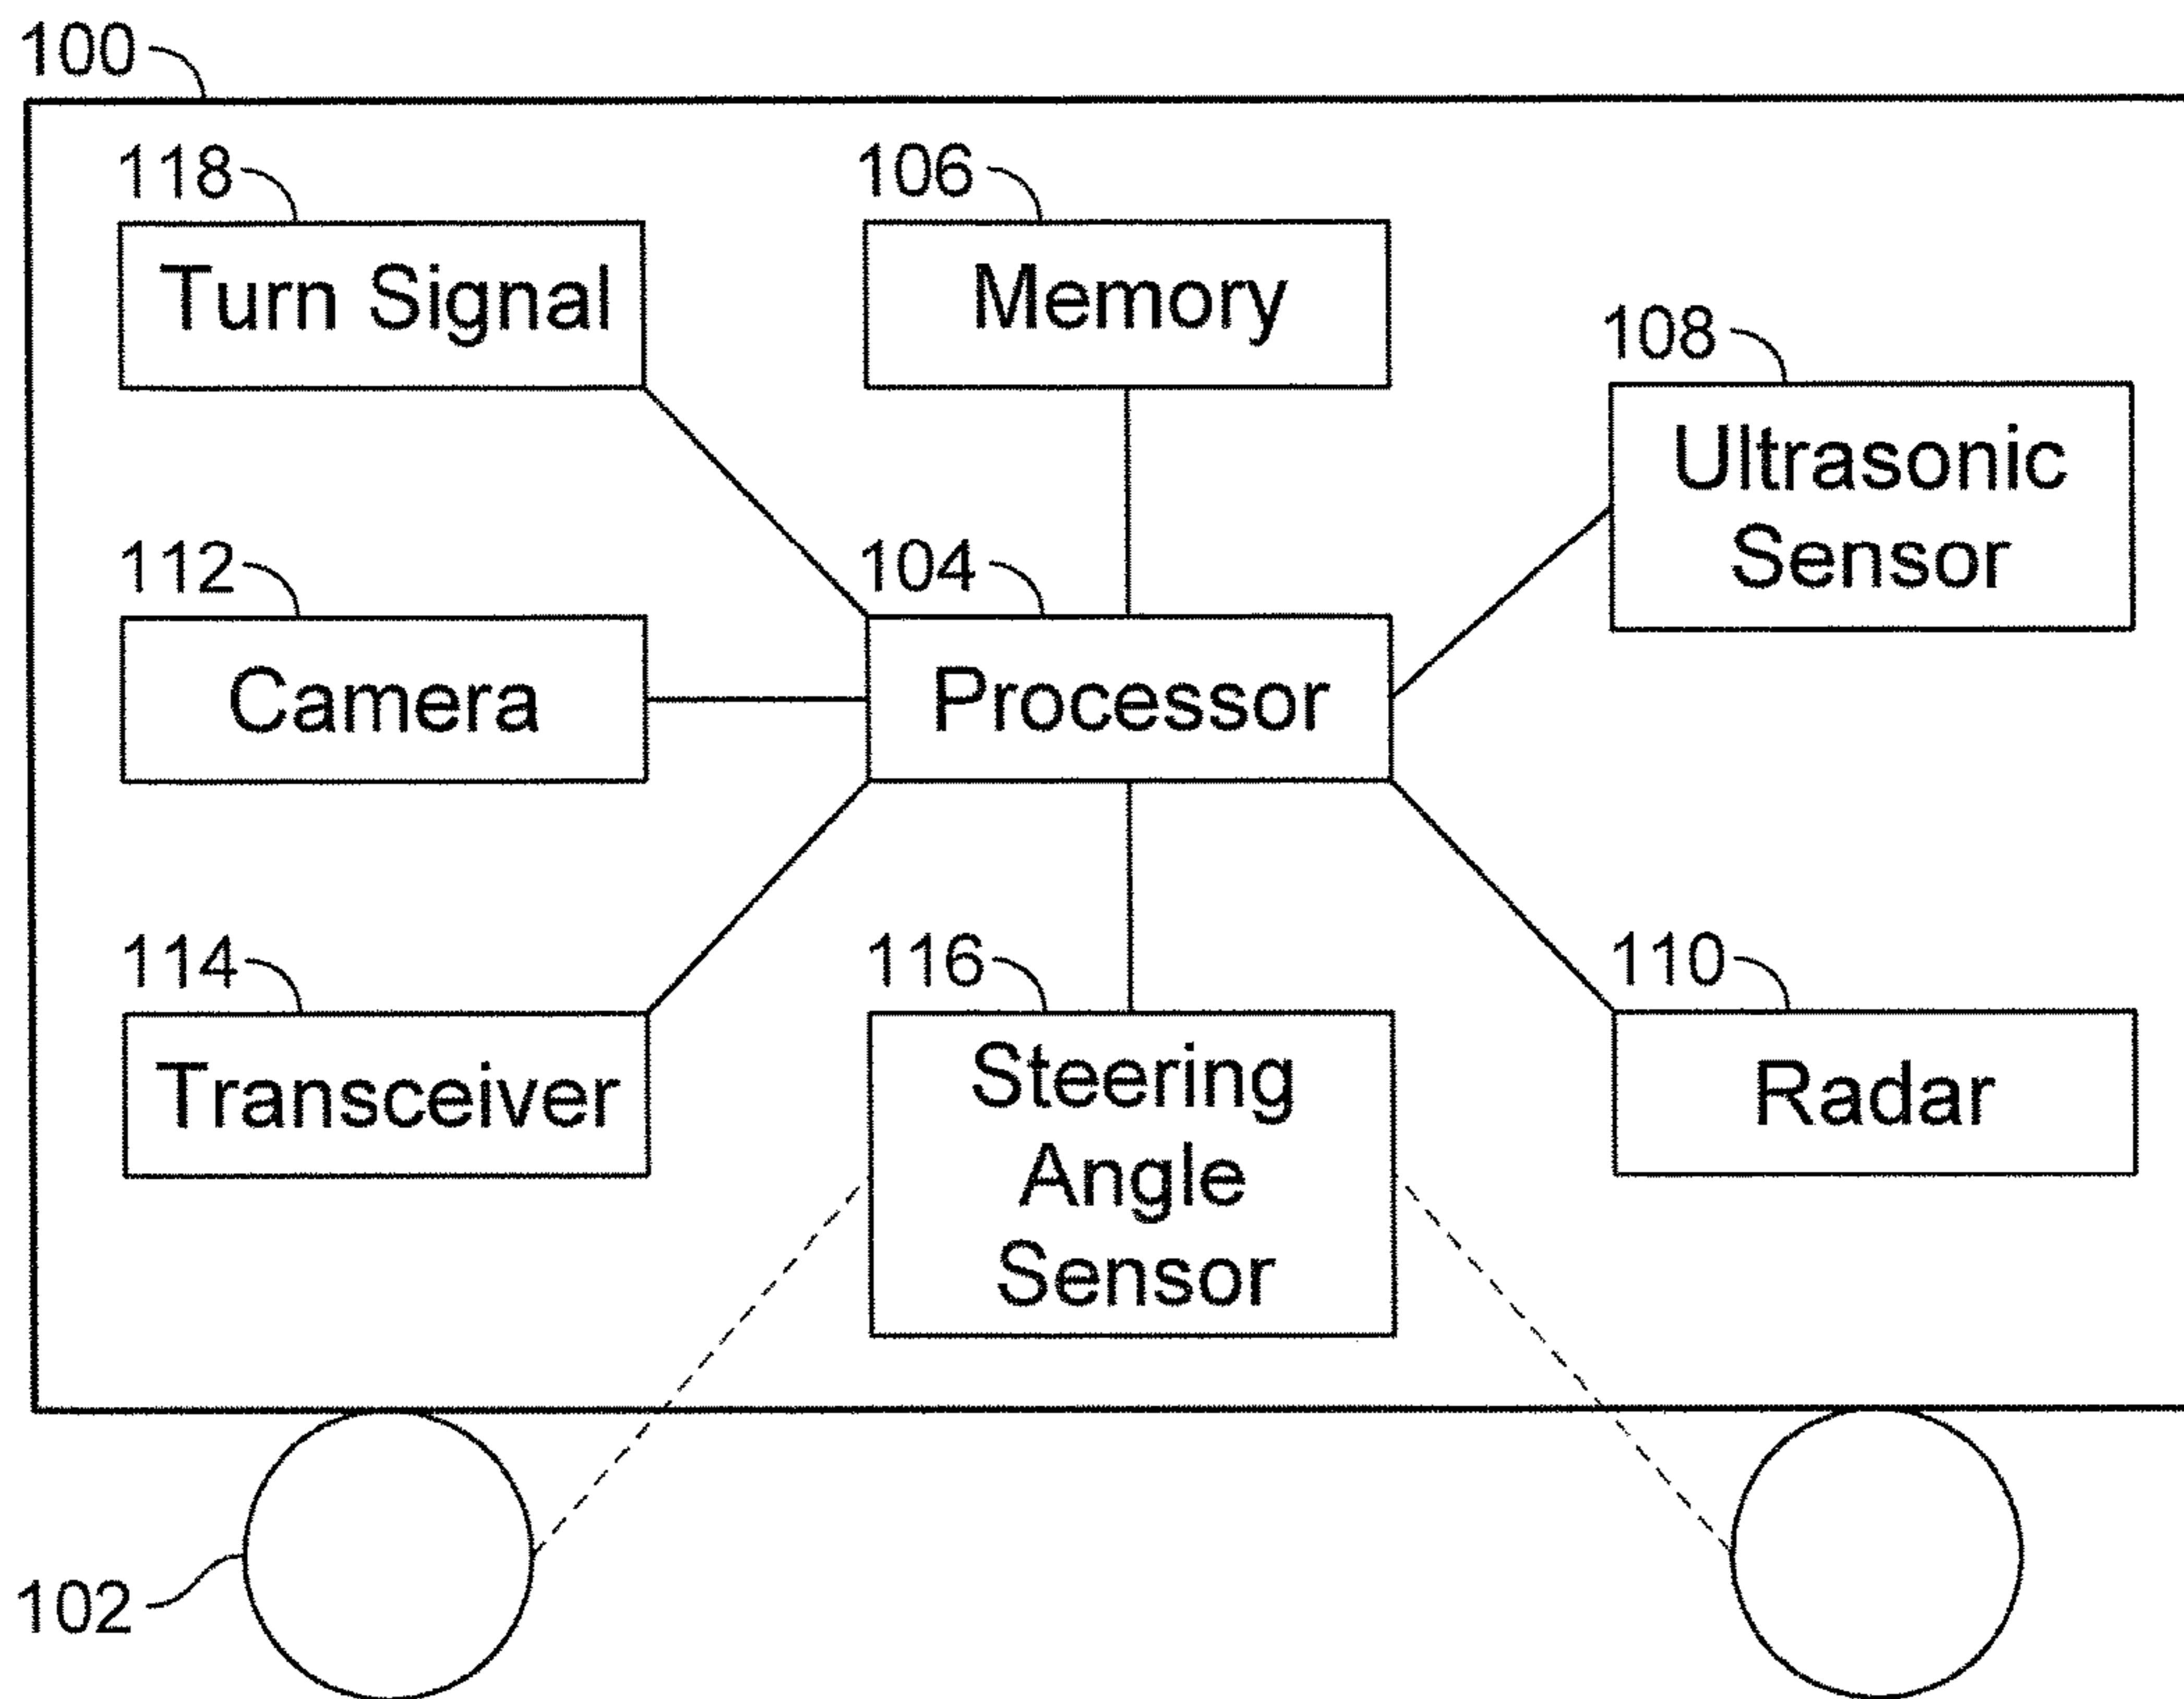 100
118
106
Turn Signal
Memory
108
Ultrasonic
Sensor
112
104
Camera
Processor
114
116
110
Transceiver
Steering
Angle
Sensor
Radar
102